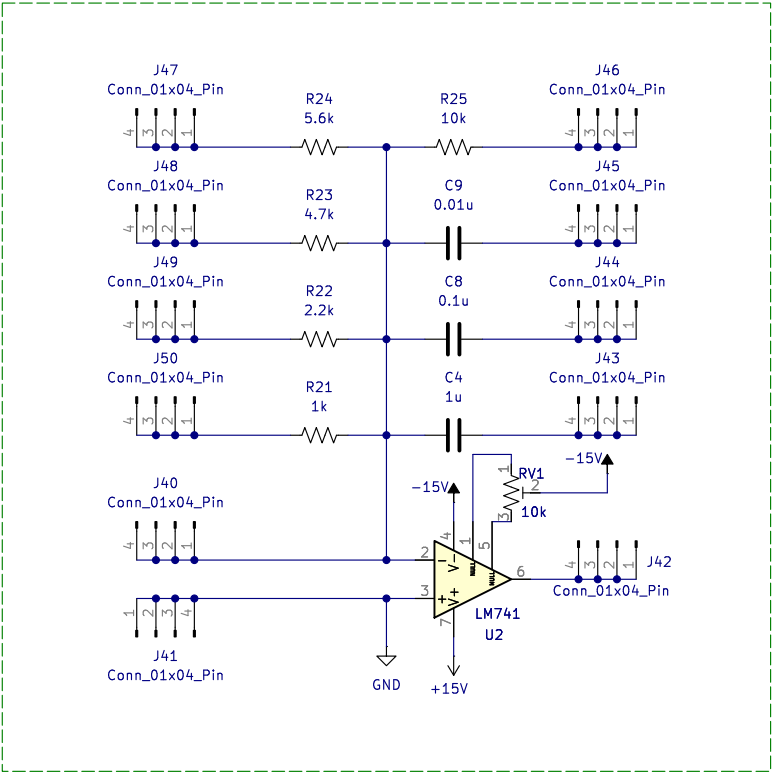 J47
Conn_01x04_Pin
4 3 2 1
R24
5.6k
R25
10k
J46
Conn_01x04_Pin
4 3 2 1
J48
Conn_01x04_Pin
4 3 2 1
R23
4.7k
C9
0.01u
J45
Conn_01x04_Pin
4 3 2 1
J49
Conn_01x04_Pin
4 3 2 1
R22
2.2k
C8
0.1u
J44
Conn_01x04_Pin
4 3 2 1
J50
Conn_01x04_Pin
4 3 2 1
R21
1k
C4
1u
J43
Conn_01x04_Pin
4 3 2 1
J40
Conn_01x04_Pin
4 3 2 1
1 2 3 4
J41
Conn_01x04_Pin
GND
-15V
-15V
1
RV1
2
10k
3
4
1
5
2
-
V-
NULL
NULL
3
+
V+
7
6
LM741
U2
+15V
4 3 2 1
J42
Conn_01x04_Pin